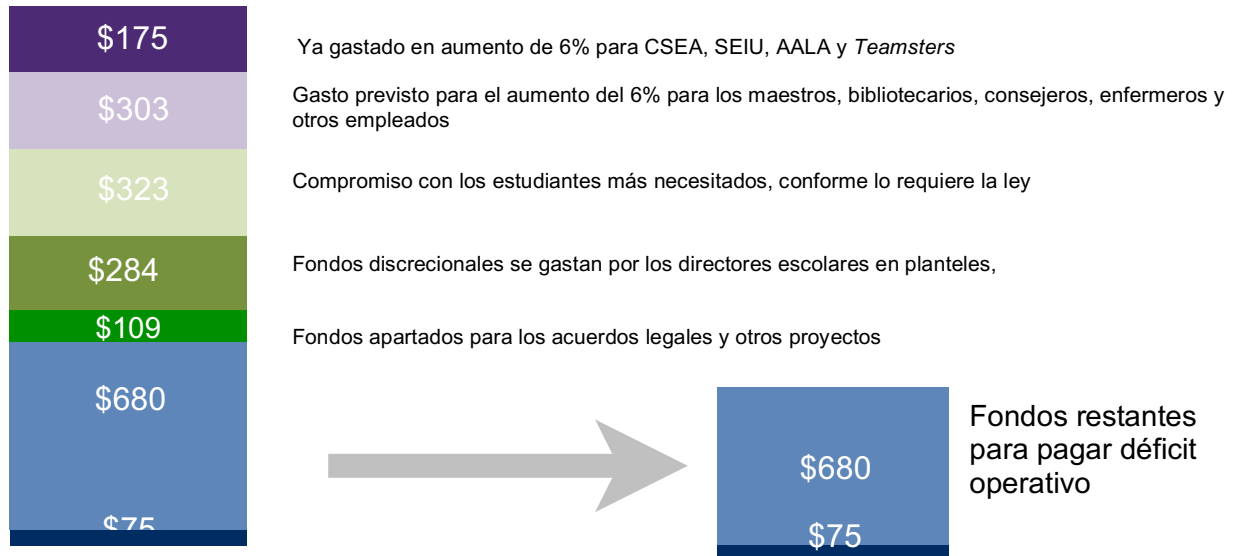 $175
Ya gastado en aumento de 6% para CSEA, SEIU, AALA y Teamsters
$303
Gasto previsto para el aumento del 6% para los maestros, bibliotecarios, consejeros, enfermeros y
otros empleados
$323
Compromiso con los estudiantes más necesitados, conforme lo requiere la ley
$284
Fondos discrecionales se gastan por los directores escolares en planteles,
$109
Fondos apartados para los acuerdos legales y otros proyectos
$680
$75
$680
$75
Fondos restantes
para pagar déficit
operativo